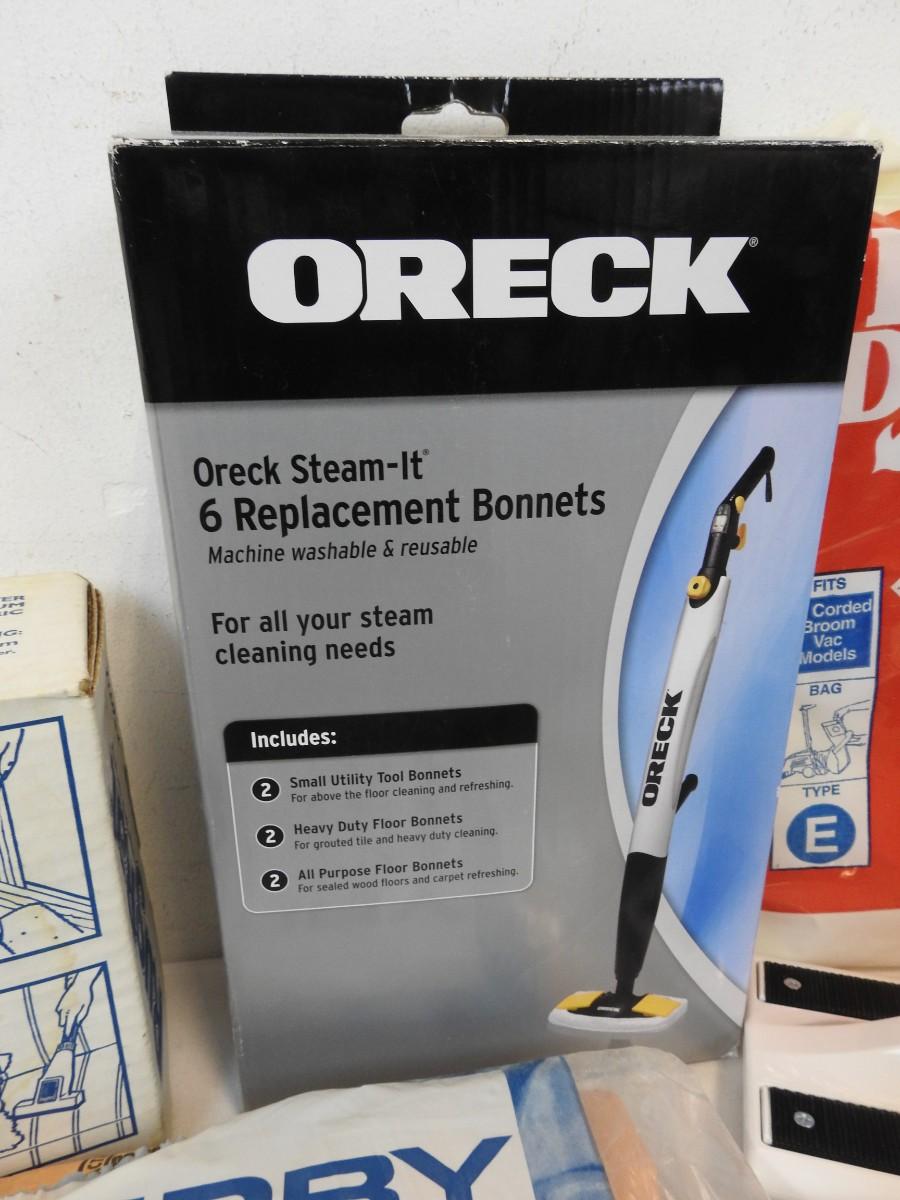 ORECK®
Oreck Steam-It®
6 Replacement Bonnets
Machine washable & reusable
For all your steam
cleaning needs
Includes:
2 Small Utility Tool Bonnets
For above the floor cleaning and refreshing.
2 Heavy Duty Floor Bonnets
For grouted tile and heavy duty cleaning.
2 All Purpose Floor Bonnets
For sealed wood floors and carpet refreshing.
ORECK
FITS
Corded
Broom
Vac
Models
BAG
TYPE
E